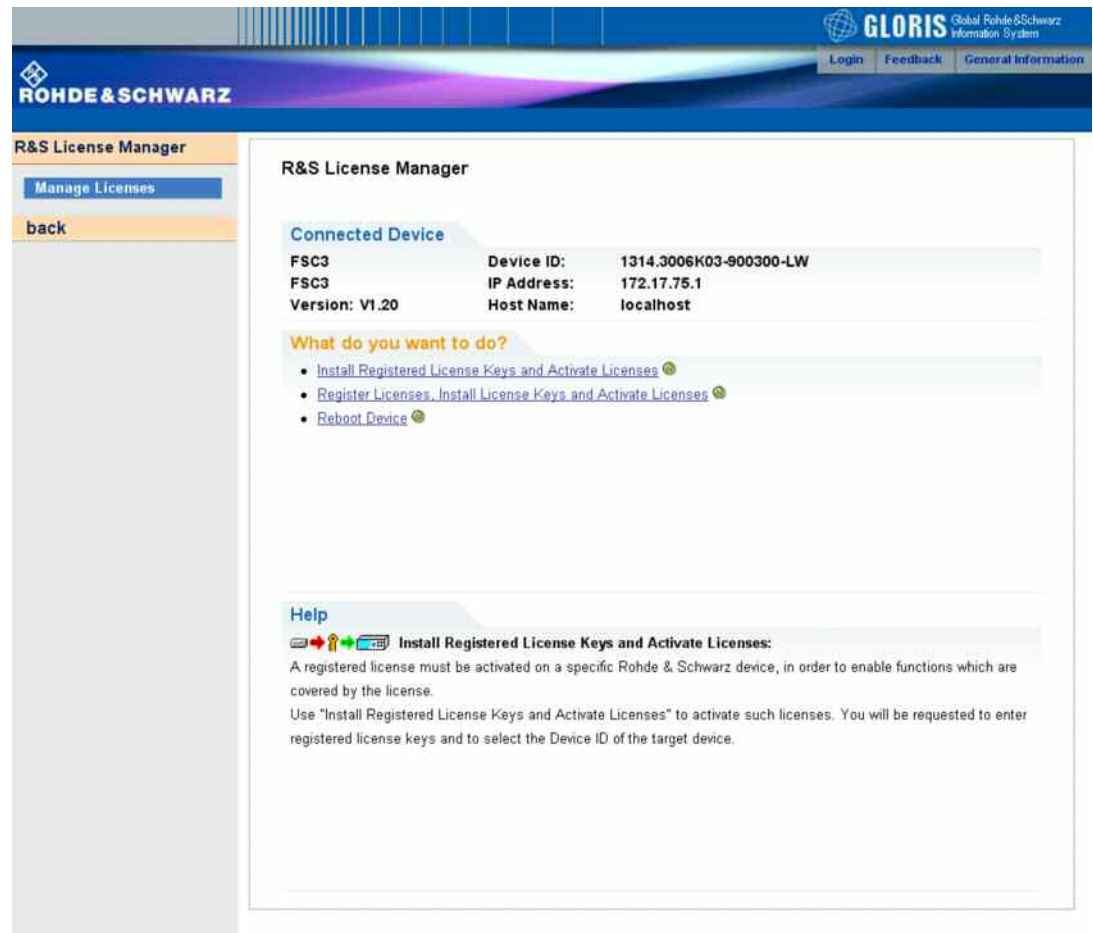 GLORIS Global Rohde&Schwarz Information System
Login Feedback General Information
ROHDE&SCHWARZ
R&S License Manager
Manage Licenses
back
R&S License Manager
Connected Device
FSC3 Device ID: 1314.3006K03-900300-LW
FSC3 IP Address: 172.17.75.1
Version: V1.20 Host Name: localhost
What do you want to do?
• Install Registered License Keys and Activate Licenses
• Register Licenses, Install License Keys and Activate Licenses
• Reboot Device
Help
Install Registered License Keys and Activate Licenses:
A registered license must be activated on a specific Rohde & Schwarz device, in order to enable functions which are
covered by the license.
Use "Install Registered License Keys and Activate Licenses" to activate such licenses. You will be requested to enter
registered license keys and to select the Device ID of the target device.